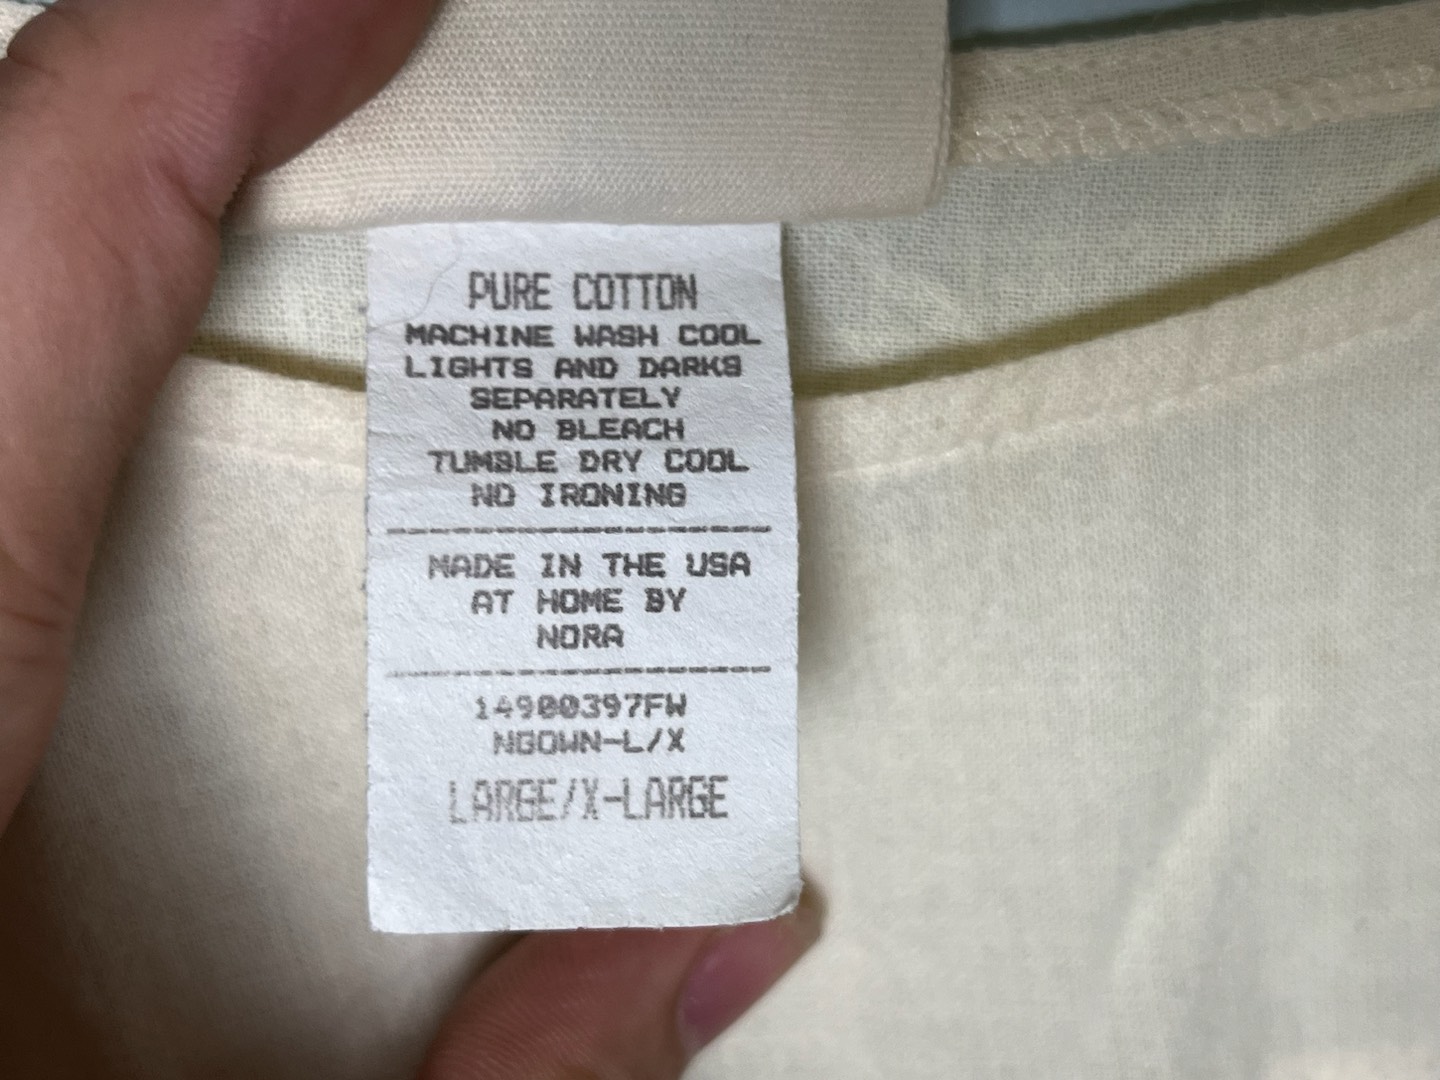 PURE COTTON
MACHINE WASH COOL
LIGHTS AND DARKS
SEPARATELY
NO BLEACH
TUMBLE DRY COOL
NO IRONING
MADE IN THE USA
AT HOME BY
NORA
14900397FW
NGOWN-L/X
LARGE/X-LARGE